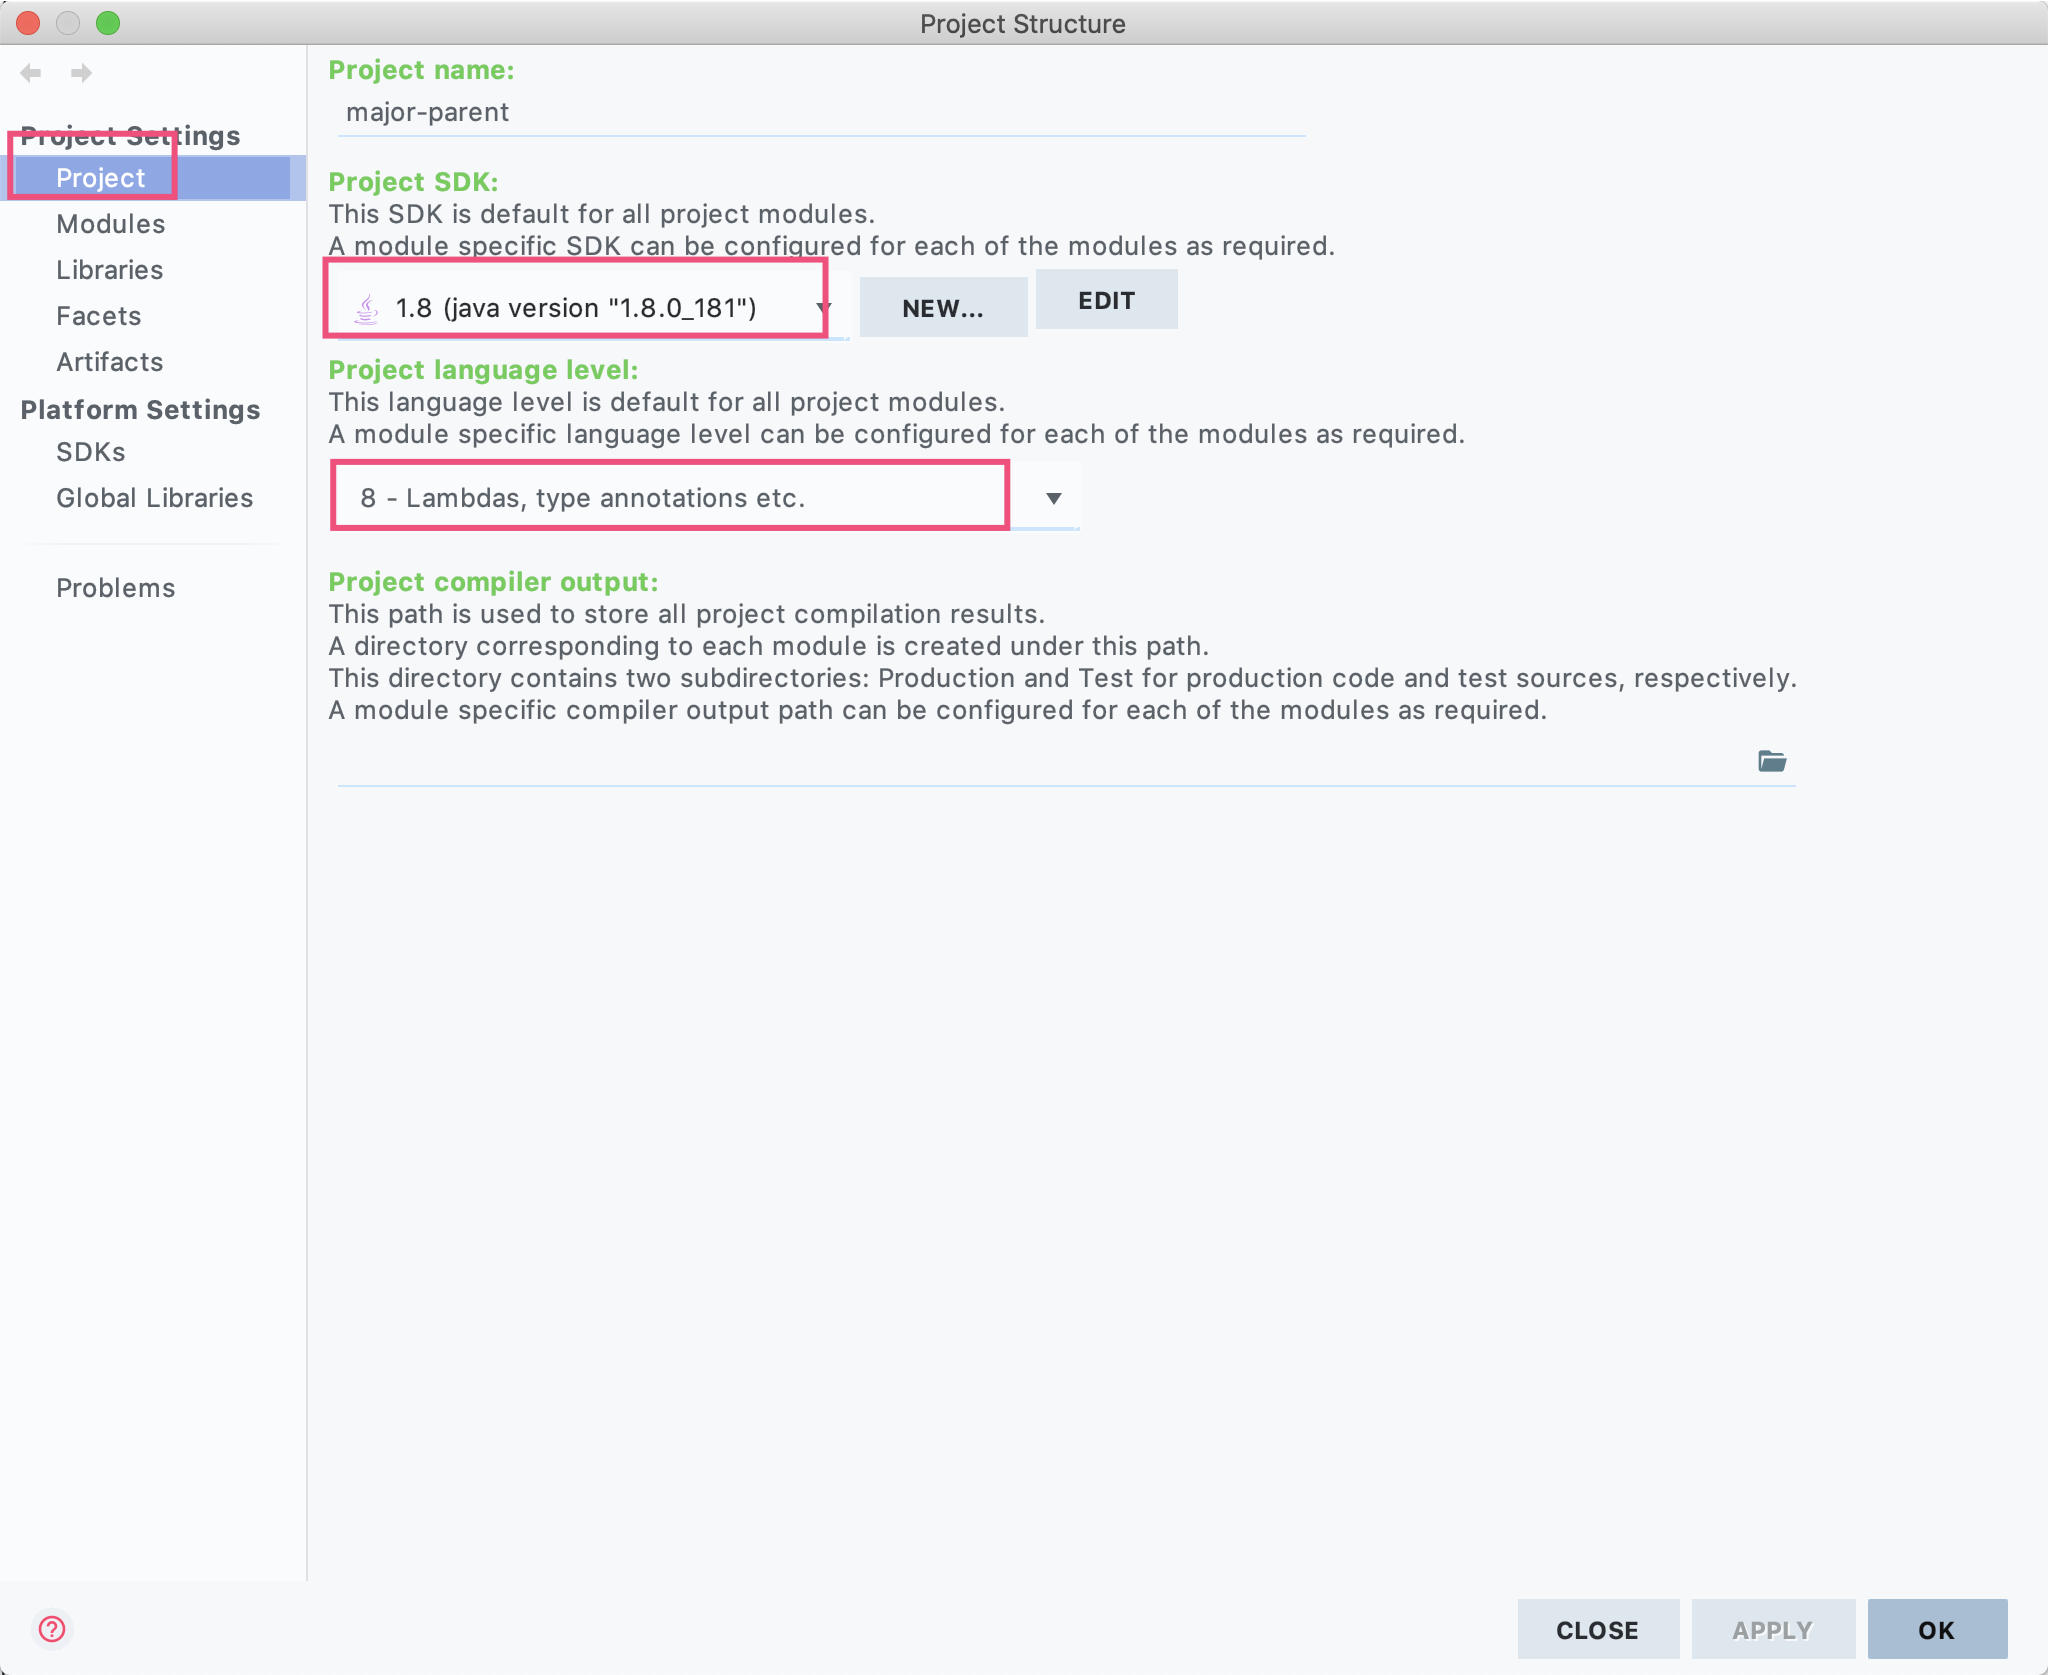 Project Structure
Project Settings
Project
Modules
Libraries
Facets
Artifacts
Platform Settings
SDKs
Global Libraries
Problems
Project name:
major-parent
Project SDK:
This SDK is default for all project modules.
A module specific SDK can be configured for each of the modules as required.
1.8 (java version "1.8.0_181")
NEW...
EDIT
Project language level:
This language level is default for all project modules.
A module specific language level can be configured for each of the modules as required.
8 - Lambdas, type annotations etc.
Project compiler output:
This path is used to store all project compilation results.
A directory corresponding to each module is created under this path.
This directory contains two subdirectories: Production and Test for production code and test sources, respectively.
A module specific compiler output path can be configured for each of the modules as required.
?
CLOSE
APPLY
OK